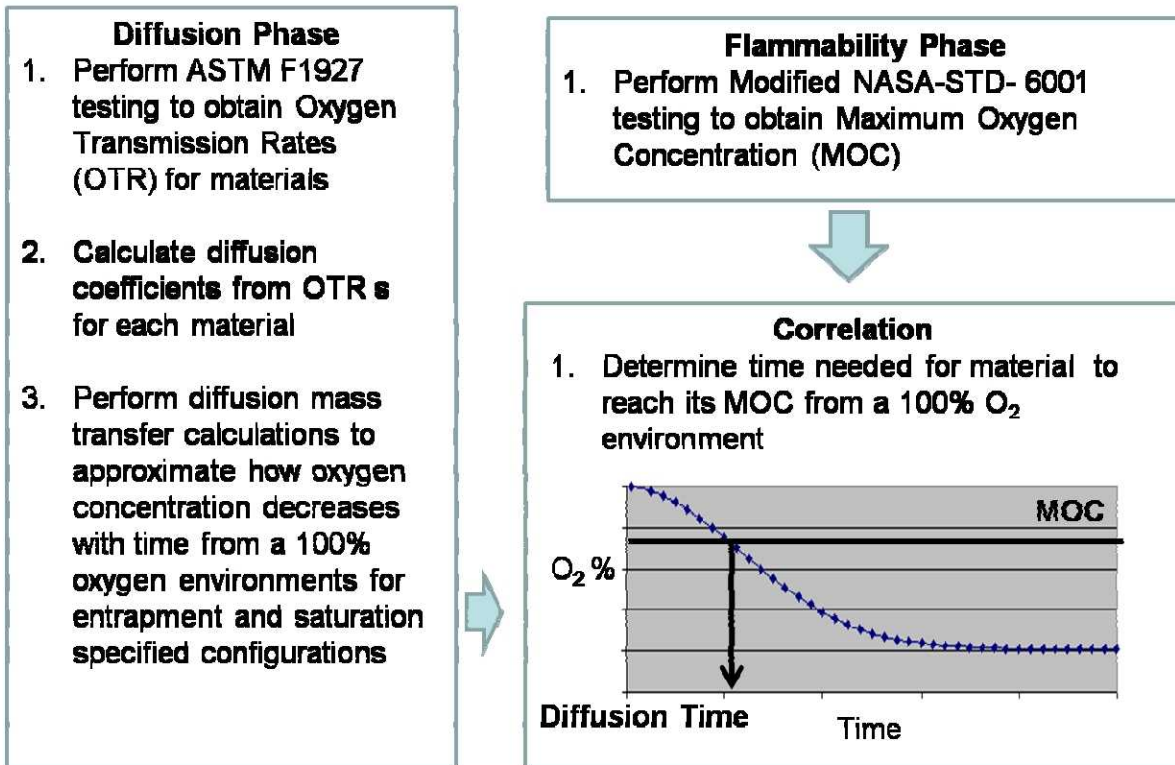 Diffusion Phase
1. Perform ASTM F1927
testing to obtain Oxygen
Transmission Rates
(OTR) for materials
2. Calculate diffusion
coefficients from OTR s
for each material
3. Perform diffusion mass
transfer calculations to
approximate how oxygen
concentration decreases
with time from a 100%
oxygen environments for
entrapment and saturation
specified configurations
Flammability Phase
1. Perform Modified NASA-STD- 6001
testing to obtain Maximum Oxygen
Concentration (MOC)
Correlation
1. Determine time needed for material to
reach its MOC from a 100% O₂
environment
MOC
O₂ %
Diffusion Time
Time